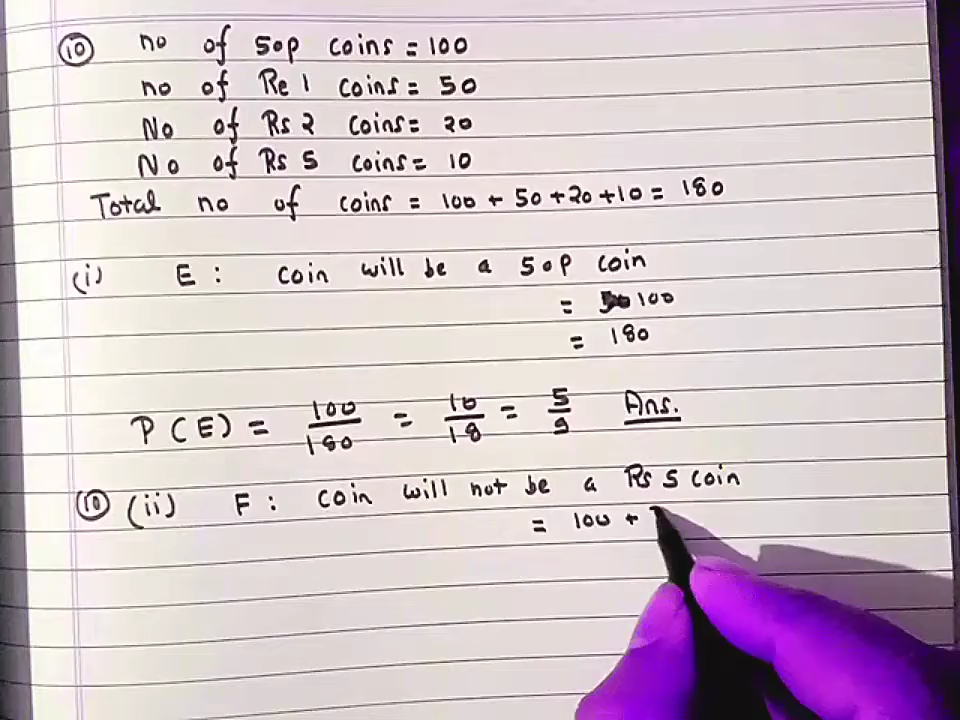 10 no of 50p coins = 100
no of Re 1 coins = 50
No of Rs 2 coins = 20
No of Rs 5 coins = 10
Total no of coins = 100 + 50 + 20 + 10 = 180
(i) E : coin will be a 50P coin
= 100
= 180
P(E) = 100/180 = 10/18 = 5/9 Ans.
10 (ii) F : coin will not be a Rs 5 coin
= 100 +